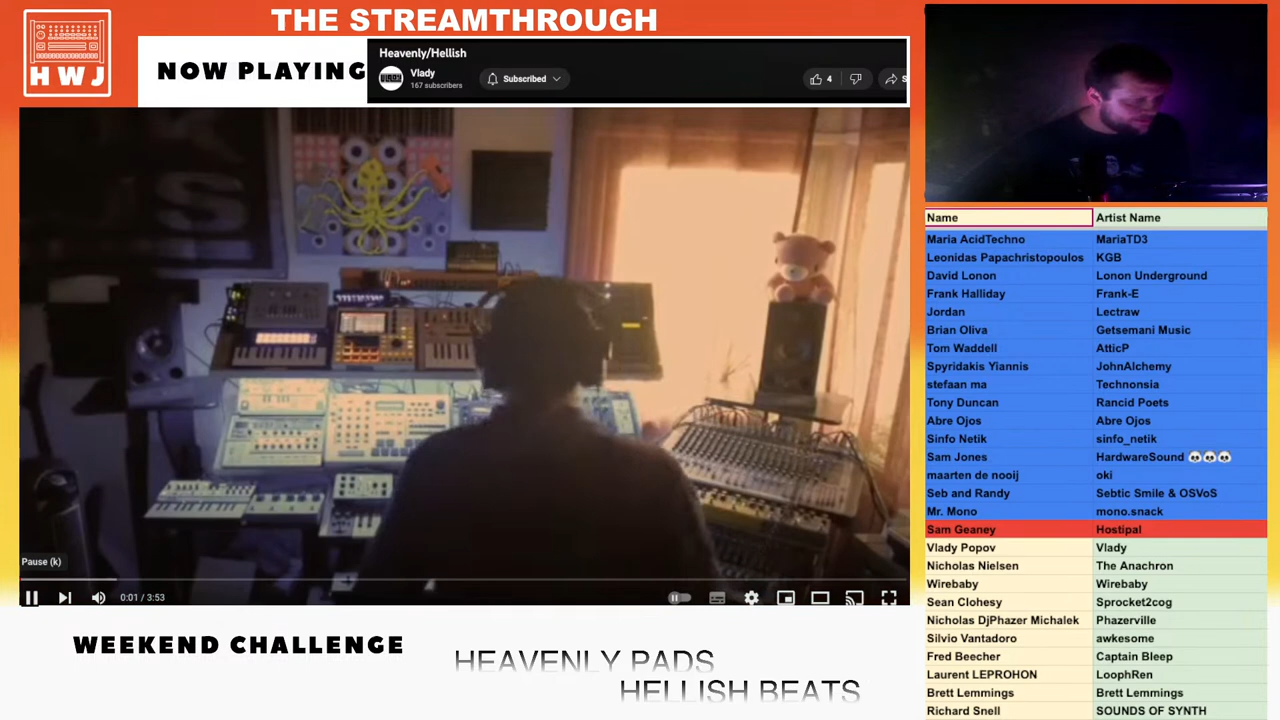 THE STREAMTHROUGH
HWJ
NOW PLAYING
Heavenly/Hellish
Vlady
167 subscribers
Subscribed
4
S
Pause (k)
0:01 / 3:53
WEEKEND CHALLENGE
HEAVENLY PADS
HELLISH BEATS
Name Artist Name
Maria AcidTechno MariaTD3
Leonidas Papachristopoulos KGB
David Lonon Lonon Underground
Frank Halliday Frank-E
Jordan Lectraw
Brian Oliva Getsemani Music
Tom Waddell AtticP
Spyridakis Yiannis JohnAlchemy
stefaan ma Technonsia
Tony Duncan Rancid Poets
Abre Ojos Abre Ojos
Sinfo Netik sinfo_netik
Sam Jones HardwareSound 💀💀💀
maarten de nooij oki
Seb and Randy Sebtic Smile & OSVoS
Mr. Mono mono.snack
Sam Geaney Hostipal
Vlady Popov Vlady
Nicholas Nielsen The Anachron
Wirebaby Wirebaby
Sean Clohesy Sprocket2cog
Nicholas DjPhazer Michalek Phazerville
Silvio Vantadoro awkesome
Fred Beecher Captain Bleep
Laurent LEPROHON LoophRen
Brett Lemmings Brett Lemmings
Richard Snell SOUNDS OF SYNTH